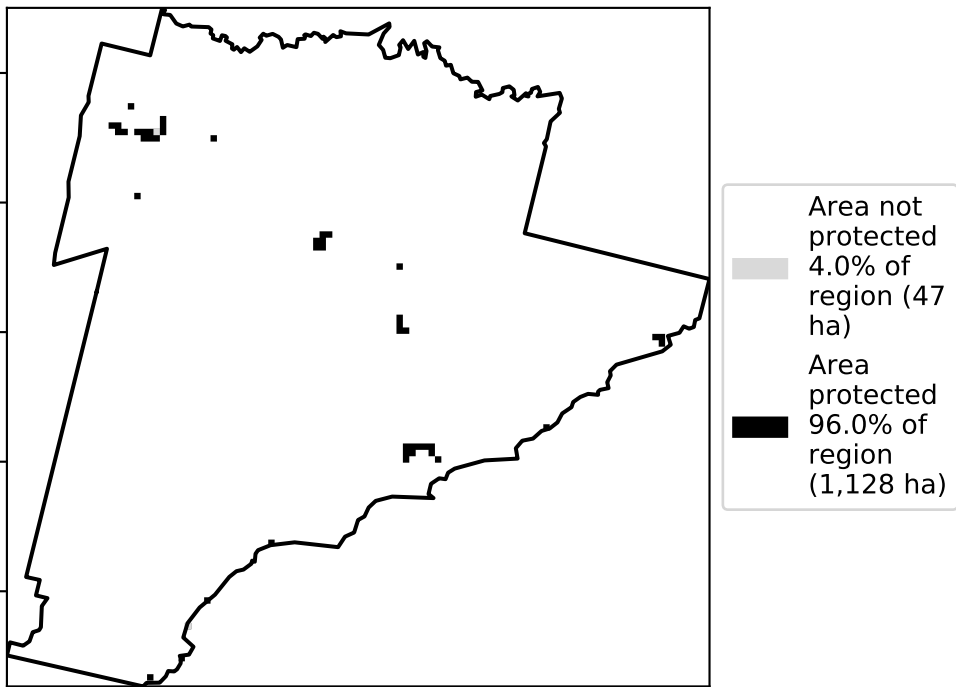 Area not
protected
4.0% of
region (47
ha)
Area
protected
96.0% of
region
(1,128 ha)